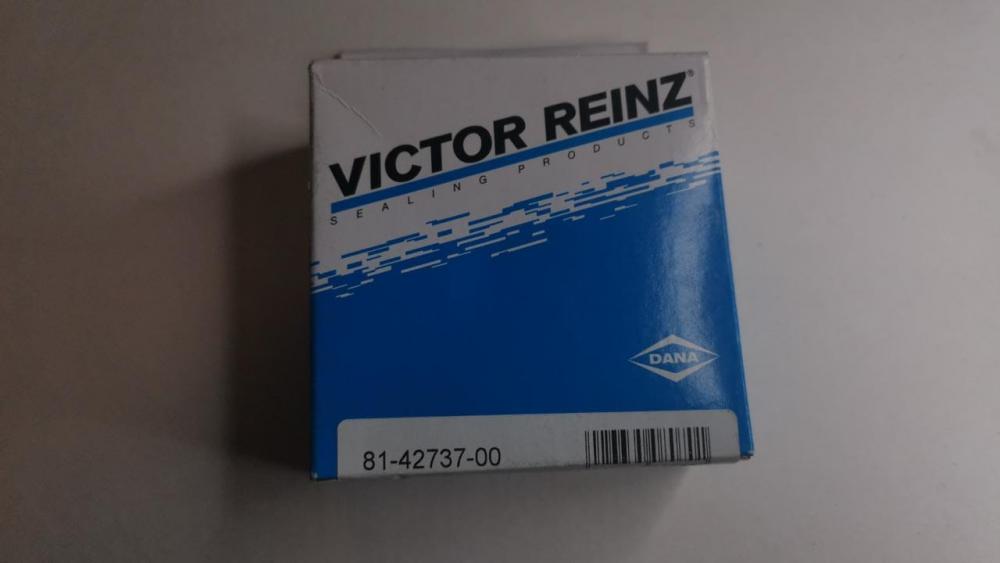 VICTOR REINZ®
SEALING PRODUCTS
DANA
81-42737-00